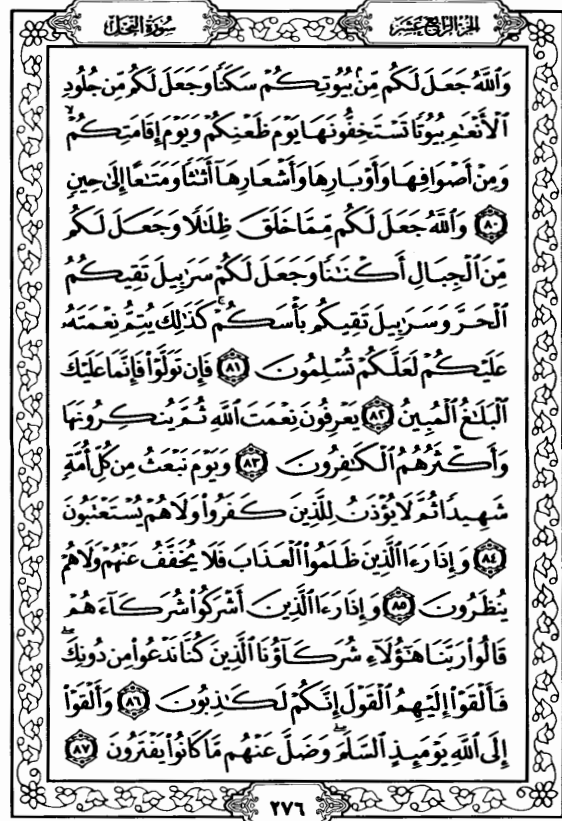 الجزء الرابع عشر
سورة النحل
وَٱللَّهُ جَعَلَ لَكُم مِّنۢ بُيُوتِكُمْ سَكَنًا وَجَعَلَ لَكُم مِّن جُلُودِ
ٱلْأَنْعَٰمِ بُيُوتًا تَسْتَخِفُّونَهَا يَوْمَ ظَعْنِكُمْ وَيَوْمَ إِقَامَتِكُمْ ۙ
وَمِنْ أَصْوَافِهَا وَأَوْبَارِهَا وَأَشْعَارِهَآ أَثَٰثًا وَمَتَٰعًا إِلَىٰ حِينٍ
﴿٨٠﴾ وَٱللَّهُ جَعَلَ لَكُم مِّمَّا خَلَقَ ظِلَٰلًا وَجَعَلَ لَكُم
مِّنَ ٱلْجِبَالِ أَكْنَٰنًا وَجَعَلَ لَكُمْ سَرَٰبِيلَ تَقِيكُمُ
ٱلْحَرَّ وَسَرَٰبِيلَ تَقِيكُم بَأْسَكُمْ ۚ كَذَٰلِكَ يُتِمُّ نِعْمَتَهُۥ
عَلَيْكُمْ لَعَلَّكُمْ تُسْلِمُونَ ﴿٨١﴾ فَإِن تَوَلَّوْا۟ فَإِنَّمَا عَلَيْكَ
ٱلْبَلَٰغُ ٱلْمُبِينُ ﴿٨٢﴾ يَعْرِفُونَ نِعْمَتَ ٱللَّهِ ثُمَّ يُنكِرُونَهَا
وَأَكْثَرُهُمُ ٱلْكَٰفِرُونَ ﴿٨٣﴾ وَيَوْمَ نَبْعَثُ مِن كُلِّ أُمَّةٍ
شَهِيدًا ثُمَّ لَا يُؤْذَنُ لِلَّذِينَ كَفَرُوا۟ وَلَا هُمْ يُسْتَعْتَبُونَ
﴿٨٤﴾ وَإِذَا رَءَا ٱلَّذِينَ ظَلَمُوا۟ ٱلْعَذَابَ فَلَا يُخَفَّفُ عَنْهُمْ وَلَا هُمْ
يُنظَرُونَ ﴿٨٥﴾ وَإِذَا رَءَا ٱلَّذِينَ أَشْرَكُوا۟ شُرَكَآءَهُمْ
قَالُوا۟ رَبَّنَا هَٰٓؤُلَآءِ شُرَكَآؤُنَا ٱلَّذِينَ كُنَّا نَدْعُوا۟ مِن دُونِكَ ۖ
فَأَلْقَوْا۟ إِلَيْهِمُ ٱلْقَوْلَ إِنَّكُمْ لَكَٰذِبُونَ ﴿٨٦﴾ وَأَلْقَوْا۟
إِلَى ٱللَّهِ يَوْمَئِذٍ ٱلسَّلَمَ ۖ وَضَلَّ عَنْهُم مَّا كَانُوا۟ يَفْتَرُونَ ﴿٨٧﴾
٢٧٦